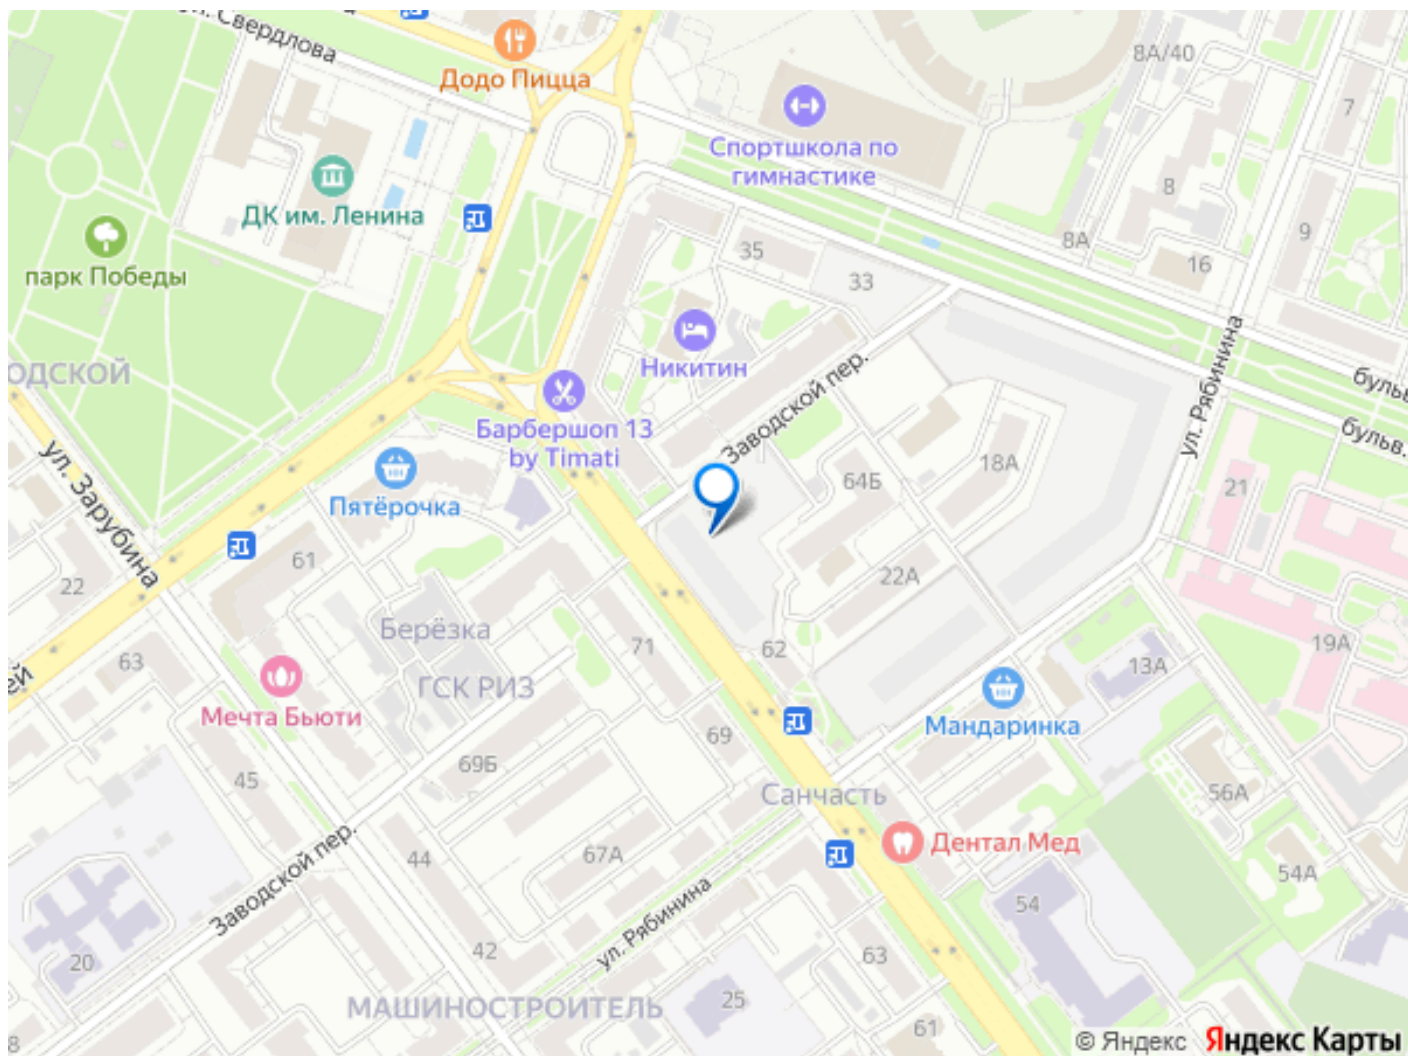 ул. Свердлова
Додо Пицца
8А/40
7
Спортшкола по
гимнастике
8
ДК им. Ленина
9
парк Победы
35
8А
16
33
Никитин
ОДСКОЙ
Заводской пер.
ул. Рябинина
бульв.
бульв.
Барбершоп 13
by Timati
ул. Зарубина
Пятёрочка
64Б
18А
21
61
22
22А
Берёзка
71
62
63
ей
19А
13А
ГСК РИЗ
Мечта Бьюти
Мандаринка
69
69Б
45
Санчасть
56А
Заводской пер.
44
67А
Дентал Мед
54А
54
ул. Рябинина
42
63
20
25
МАШИНОСТРОИТЕЛЬ
61
8
© Яндекс Яндекс Карты